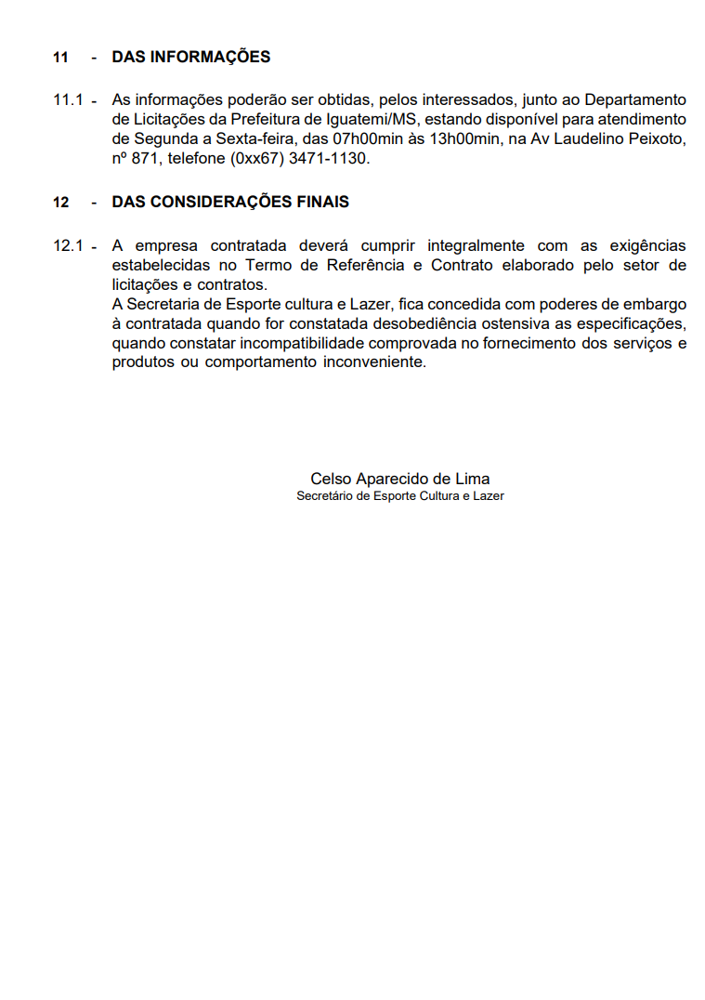 11 - DAS INFORMAÇÕES
11.1 - As informações poderão ser obtidas, pelos interessados, junto ao Departamento
de Licitações da Prefeitura de Iguatemi/MS, estando disponível para atendimento
de Segunda a Sexta-feira, das 07h00min às 13h00min, na Av Laudelino Peixoto,
nº 871, telefone (0xx67) 3471-1130.
12 - DAS CONSIDERAÇÕES FINAIS
12.1 - A empresa contratada deverá cumprir integralmente com as exigências
estabelecidas no Termo de Referência e Contrato elaborado pelo setor de
licitações e contratos.
A Secretaria de Esporte cultura e Lazer, fica concedida com poderes de embargo
à contratada quando for constatada desobediência ostensiva as especificações,
quando constatar incompatibilidade comprovada no fornecimento dos serviços e
produtos ou comportamento inconveniente.
Celso Aparecido de Lima
Secretário de Esporte Cultura e Lazer